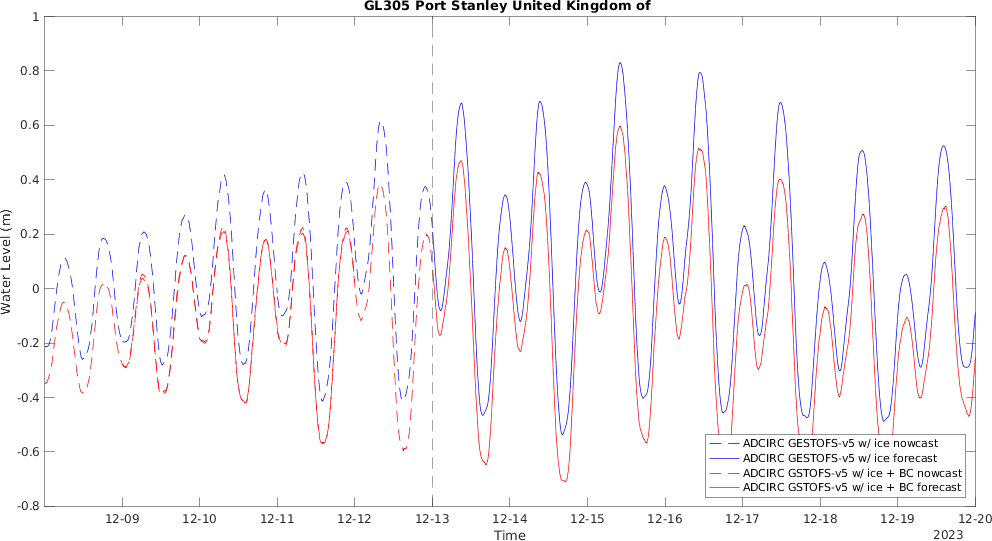 GL305 Port Stanley United Kingdom of
Water Level (m)
1
0.8
0.6
0.4
0.2
0
-0.2
-0.4
-0.6
-0.8
ADCIRC GESTOFS-v5 w/ ice nowcast
ADCIRC GESTOFS-v5 w/ ice forecast
ADCIRC GSTOFS-v5 w/ ice + BC nowcast
ADCIRC GSTOFS-v5 w/ ice + BC forecast
12-09 12-10 12-11 12-12 12-13 12-14 12-15 12-16 12-17 12-18 12-19 12-20
Time
2023